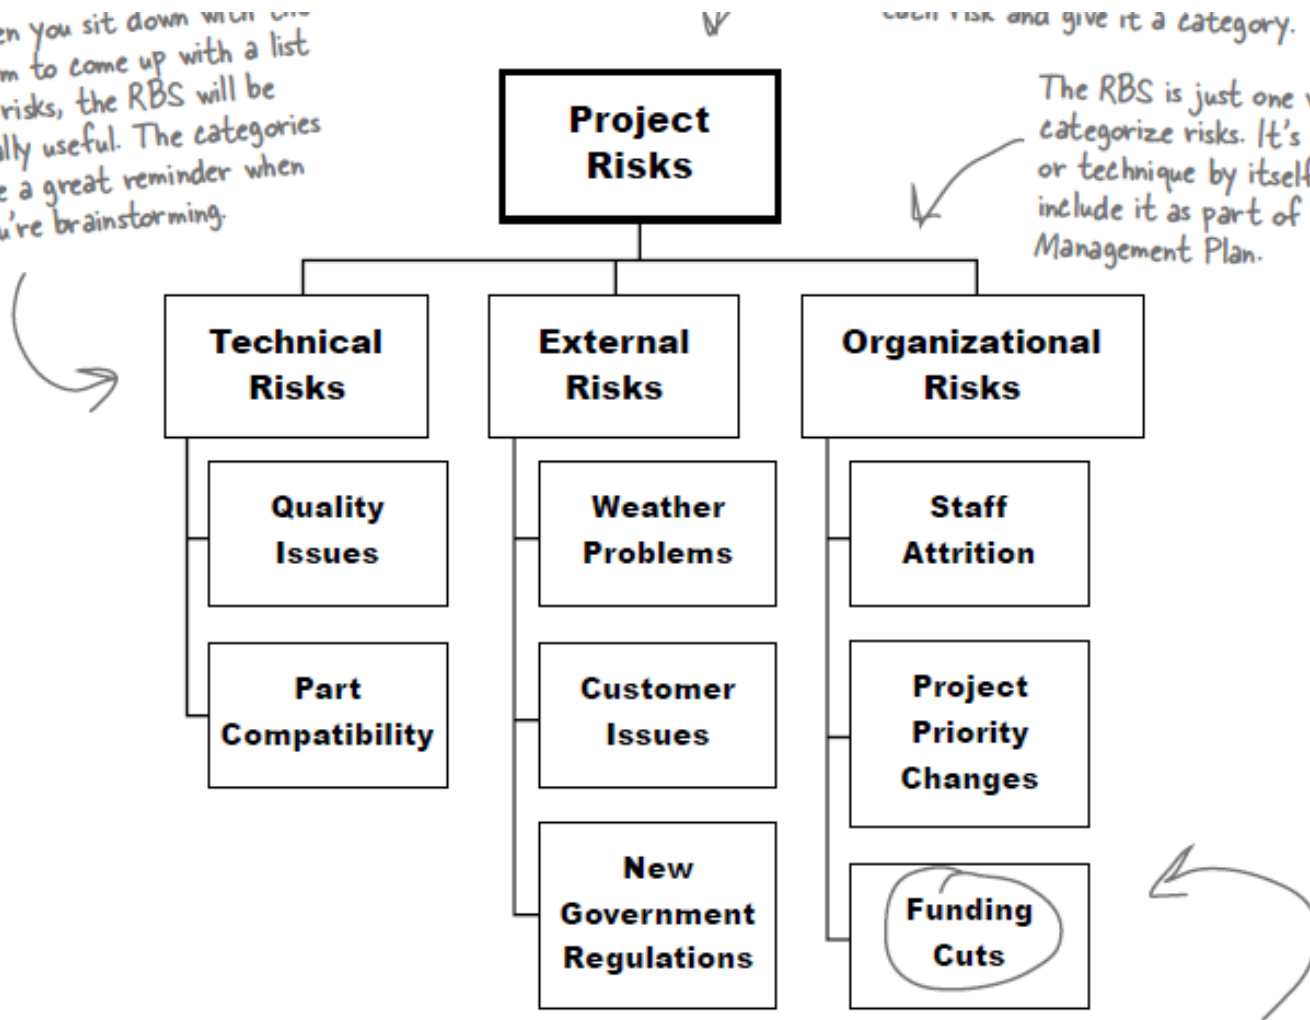 you sit down with the
to come up with a list
risks, the RBS will be
useful. The categories
a great reminder when
brainstorming.
each risk and give it a category.
The RBS is just one
categorize risks. It's
or technique by itself
include it as part of
Management Plan.
Project
Risks
Technical
Risks
Quality
Issues
Part
Compatibility
External
Risks
Weather
Problems
Customer
Issues
New
Government
Regulations
Organizational
Risks
Staff
Attrition
Project
Priority
Changes
Funding
Cuts